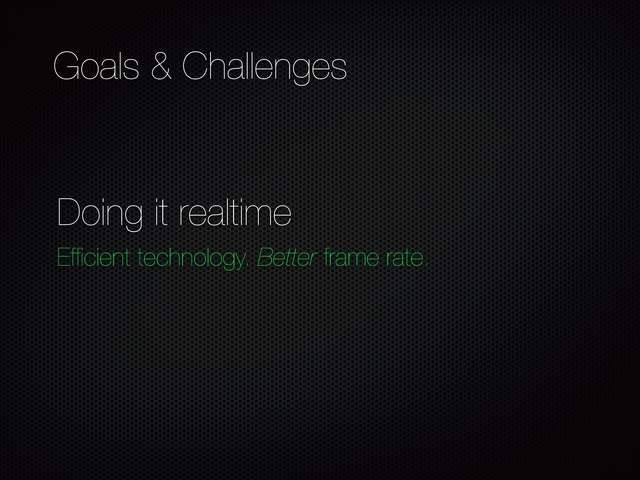 Goals & Challenges
Doing it realtime
Efficient technology. Better frame rate.